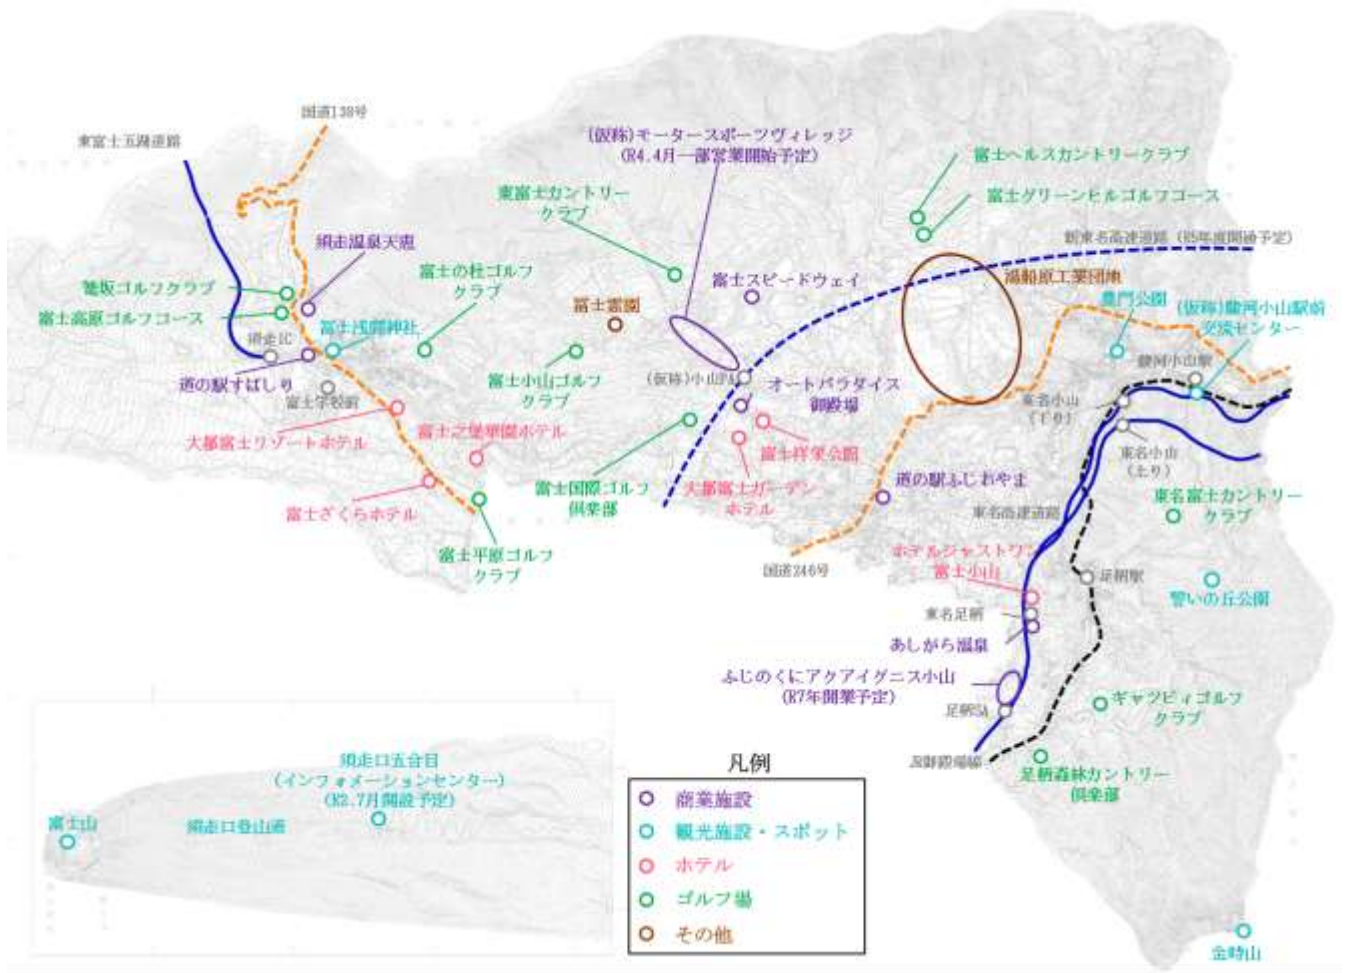 国道138号
東富士五湖道路
(仮称)モータースポーツヴィレッジ
(R4.4月一部営業開始予定)
富士ヘルスカントリークラブ
東富士カントリー
クラブ
富士グリーンヒルゴルフコース
新東名高速道路 (R5年度開通予定)
須走温泉天恵
富士の杜ゴルフ
クラブ
富士スピードウェイ
湯船原工業団地
籠坂ゴルフクラブ
富士高原ゴルフコース
富士霊園
豊門公園
(仮称)駿河小山駅前
交流センター
富士浅間神社
須走IC
駿河小山駅
道の駅すばしり
富士学校前
富士小山ゴルフ
クラブ
(仮称)小山PA
オートパラダイス
御殿場
東名小山
(下り)
大都富士リゾートホテル
富士之堡華園ホテル
富士祥栄会館
東名小山
(上り)
富士ざくらホテル
富士国際ゴルフ
倶楽部
大都富士ガーデン
ホテル
道の駅ふじおやま
東名高速道路
東名富士カントリー
クラブ
富士平原ゴルフ
クラブ
国道246号
ホテルジャストワン
富士小山
足柄駅
誓いの丘公園
東名足柄
あしがら温泉
ふじのくにアクアイグニス小山
(R7年開業予定)
足柄SA
ギャツビィゴルフ
クラブ
JR御殿場線
足柄森林カントリー
倶楽部
須走口五合目
(インフォメーションセンター)
(R2.7月開設予定)
富士山
須走口登山道
凡例
商業施設
観光施設・スポット
ホテル
ゴルフ場
その他
金時山